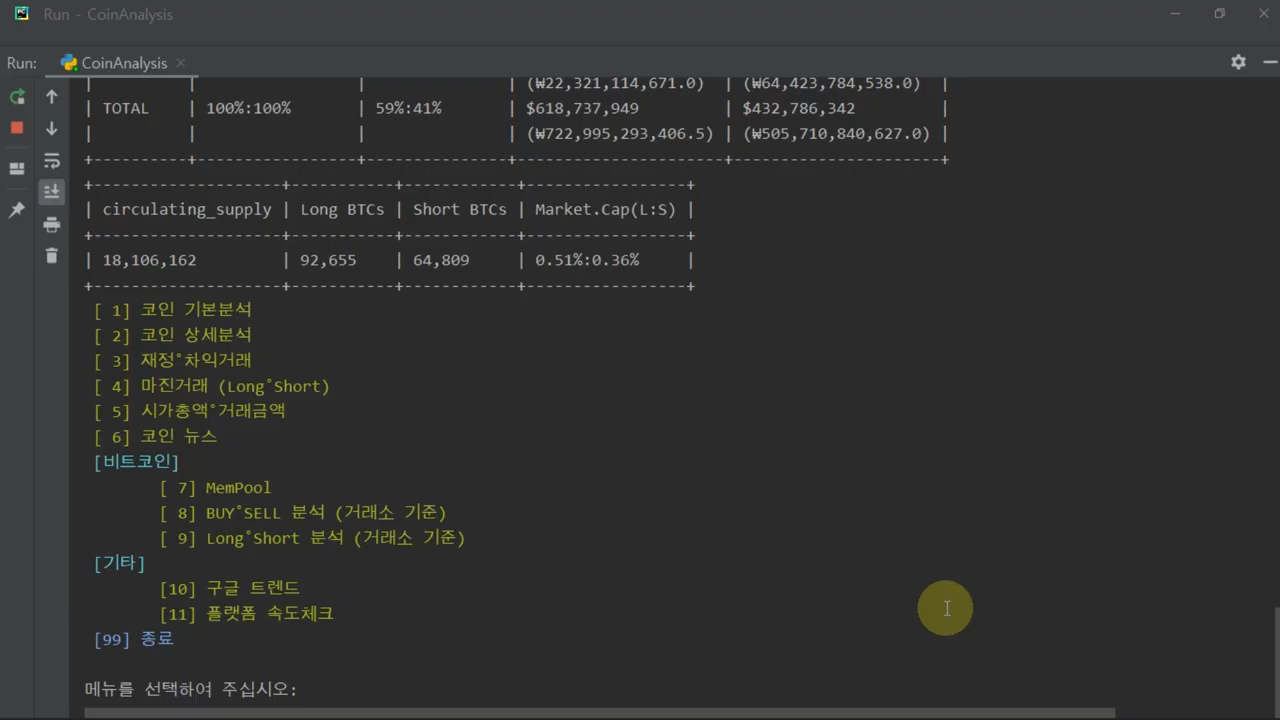 Run - CoinAnalysis
Run: CoinAnalysis
| | | | (₩22,321,114,671.0) | (₩64,423,784,538.0) |
| TOTAL | 100%:100% | 59%:41% | $618,737,949 | $432,786,342 |
| | | | (₩722,995,293,406.5) | (₩505,710,840,627.0) |
+----------+-----------------+---------------+----------------------+----------------------+
+--------------------+-----------+------------+-----------------+
| circulating_supply | Long BTCs | Short BTCs | Market.Cap(L:S) |
+--------------------+-----------+------------+-----------------+
| 18,106,162 | 92,655 | 64,809 | 0.51%:0.36% |
+--------------------+-----------+------------+-----------------+
[ 1] 코인 기본분석
[ 2] 코인 상세분석
[ 3] 재정˚차익거래
[ 4] 마진거래 (Long˚Short)
[ 5] 시가총액˚거래금액
[ 6] 코인 뉴스
[비트코인]
[ 7] MemPool
[ 8] BUY˚SELL 분석 (거래소 기준)
[ 9] Long˚Short 분석 (거래소 기준)
[기타]
[10] 구글 트렌드
[11] 플랫폼 속도체크
[99] 종료
메뉴를 선택하여 주십시오: